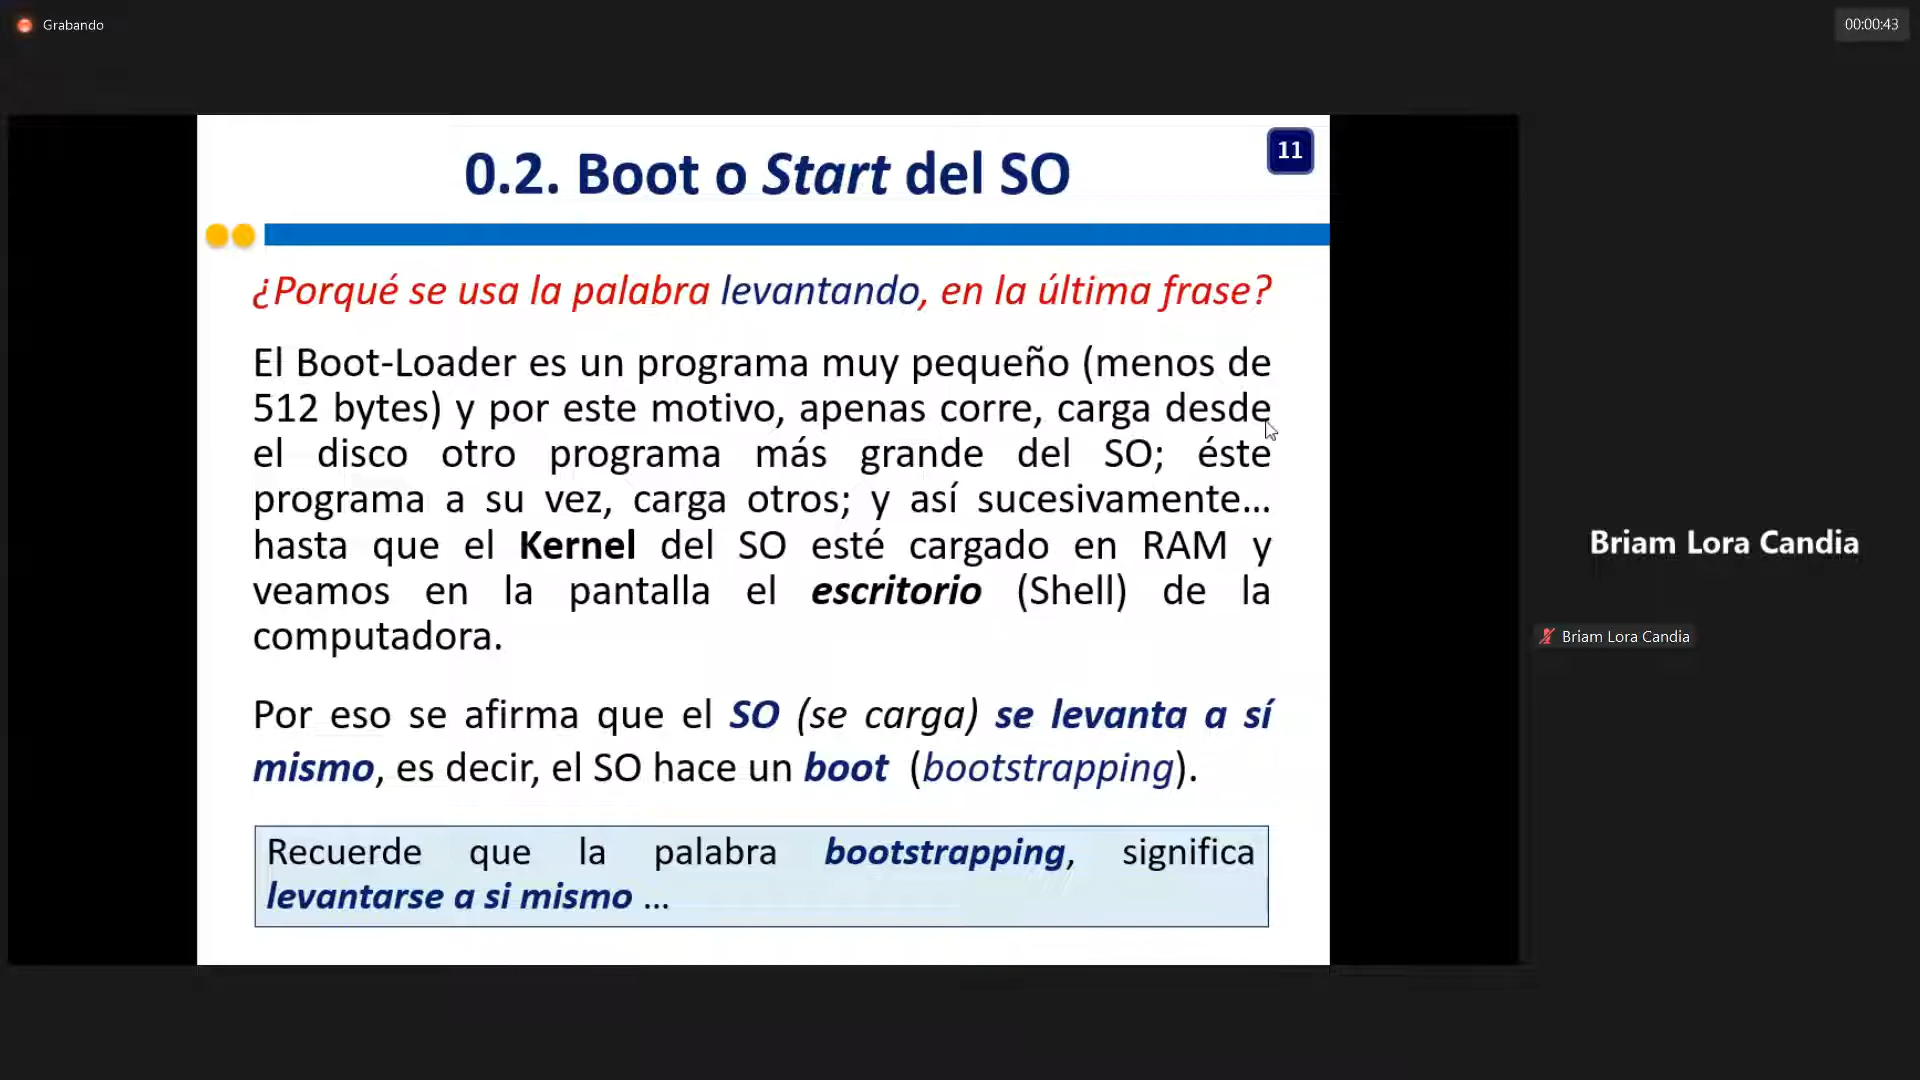 Grabando
00:00:43
0.2. Boot o Start del SO
11
¿Porqué se usa la palabra levantando, en la última frase?
El Boot-Loader es un programa muy pequeño (menos de
512 bytes) y por este motivo, apenas corre, carga desde
el disco otro programa más grande del SO; éste
programa a su vez, carga otros; y así sucesivamente...
hasta que el Kernel del SO esté cargado en RAM y
veamos en la pantalla el escritorio (Shell) de la
computadora.
Por eso se afirma que el SO (se carga) se levanta a sí
mismo, es decir, el SO hace un boot (bootstrapping).
Recuerde que la palabra bootstrapping, significa
levantarse a si mismo ...
Briam Lora Candia
Briam Lora Candia